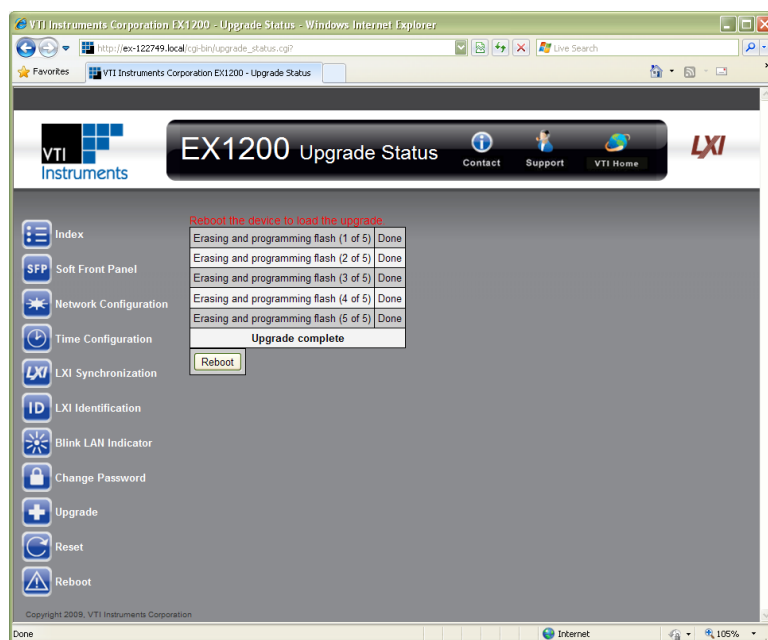 VTI Instruments Corporation EX1200 - Upgrade Status - Windows Internet Explorer
http://ex-122749.local/cgi-bin/upgrade_status.cgi?
Live Search
Favorites
VTI Instruments Corporation EX1200 - Upgrade Status
VTI
Instruments
EX1200 Upgrade Status
Contact
Support
VTI Home
LXI
Reboot the device to load the upgrade
Erasing and programming flash (1 of 5) Done
Erasing and programming flash (2 of 5) Done
Erasing and programming flash (3 of 5) Done
Erasing and programming flash (4 of 5) Done
Erasing and programming flash (5 of 5) Done
Upgrade complete
Reboot
Index
SFP Soft Front Panel
Network Configuration
Time Configuration
LXI LXI Synchronization
ID LXI Identification
Blink LAN Indicator
Change Password
Upgrade
Reset
Reboot
Copyright 2009, VTI Instruments Corporation
Done
Internet
105%